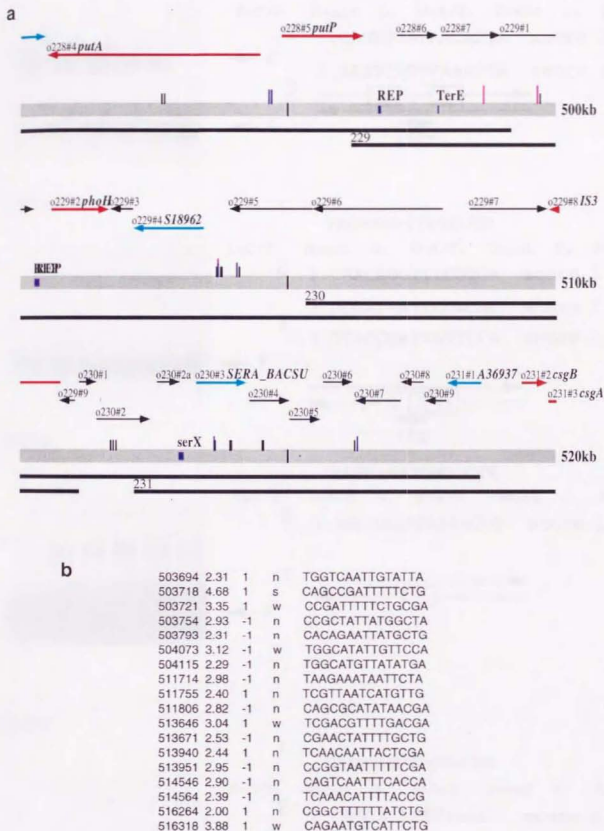 a
o228#4 putA
o228#5 putP
o228#6 o228#7 o229#1
REP TerE
500kb
229
o229#2 phoH o229#3
o229#4 S18962
o229#5 o229#6 o229#7 o229#8 IS3
510kb
230
o230#1 o230#2a o230#3 SERA_BACSU o230#6 o230#8 o231#1 A36937 o231#2 csgB
o229#9 o230#4 o230#7 o230#9 o231#3 csgA
o230#2 o230#5
serX
520kb
231
b
503694 2.31 1 n TGGTCAATTGTATTA
503718 4.68 1 s CAGCCGATTTTTCTG
503721 3.35 1 w CCGATTTTTCTGCGA
503754 2.93 -1 n CCGCTATTATGGCTA
503793 2.31 -1 n CACAGAATTATGCTG
504073 3.12 -1 w TGGCATATTGTTCCA
504115 2.29 -1 n TGGCATGTTATATGA
511714 2.98 -1 n TAAGAAATAATTCTA
511755 2.40 1 n TCGTTAATCATGTTG
511806 2.82 -1 n CAGCGCATATAACGA
513646 3.04 1 w TCGACGTTTTGACGA
513671 2.53 -1 n CGAACTATTTTGCTG
513940 2.44 1 n TCAACAATTACTCGA
513951 2.95 -1 n CCGGTAATTTTTCGA
514546 2.90 -1 n CAGTCAATTTCACCA
514564 2.39 -1 n TCAAACATTTTACCG
516264 2.00 1 n CGGCTTTTTTATCTG
516318 3.88 1 w CAGAATGTCATTCTG